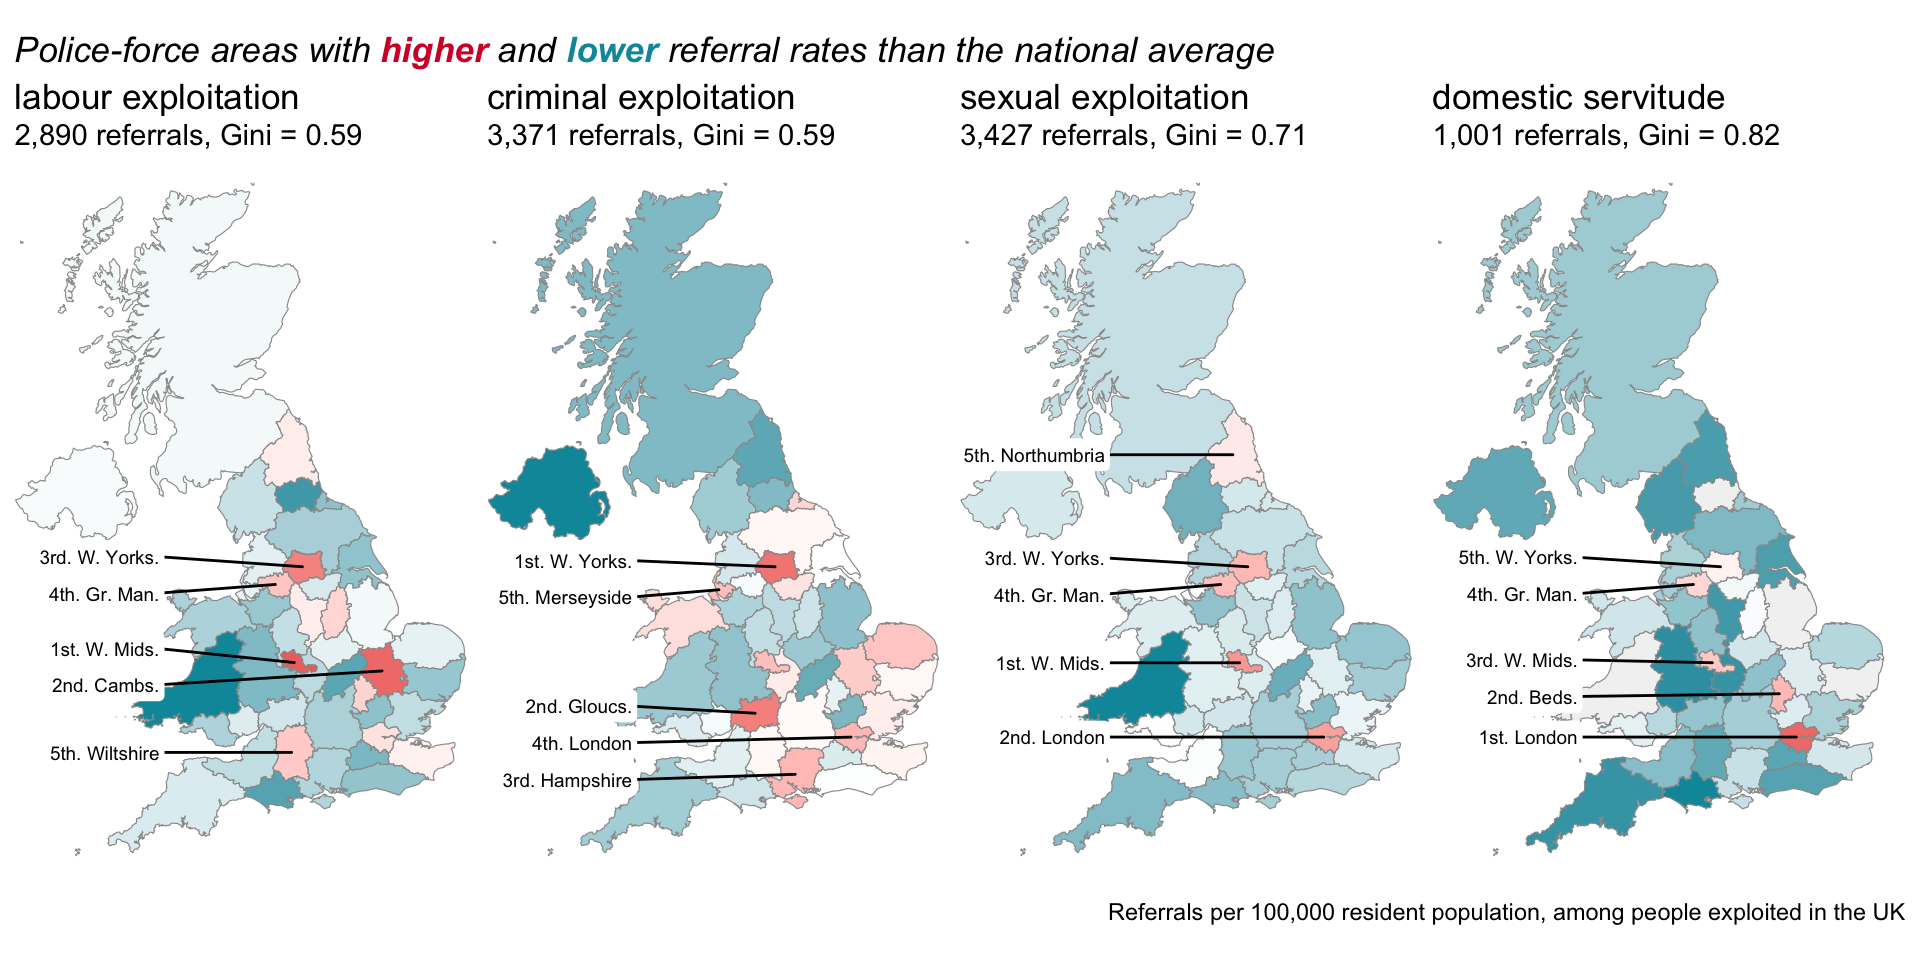 Police-force areas with higher and lower referral rates than the national average
labour exploitation
2,890 referrals, Gini = 0.59
3rd. W. Yorks.
4th. Gr. Man.
1st. W. Mids.
2nd. Cambs.
5th. Wiltshire
criminal exploitation
3,371 referrals, Gini = 0.59
1st. W. Yorks.
5th. Merseyside
2nd. Gloucs.
4th. London
3rd. Hampshire
sexual exploitation
3,427 referrals, Gini = 0.71
5th. Northumbria
3rd. W. Yorks.
4th. Gr. Man.
1st. W. Mids.
2nd. London
domestic servitude
1,001 referrals, Gini = 0.82
5th. W. Yorks.
4th. Gr. Man.
3rd. W. Mids.
2nd. Beds.
1st. London
Referrals per 100,000 resident population, among people exploited in the UK